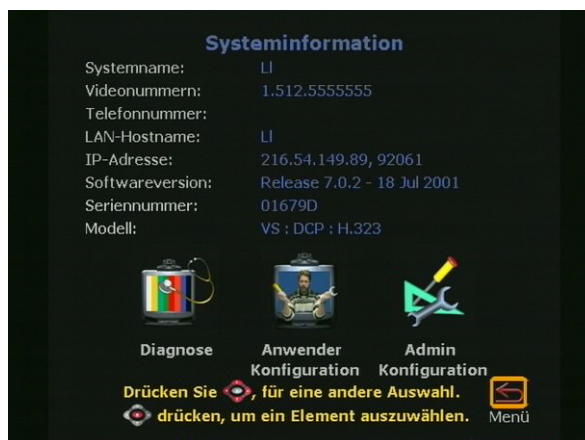 Systeminformation
Systemname: Ll
Videonummern: 1.512.5555555
Telefonnummer:
LAN-Hostname: Ll
IP-Adresse: 216.54.149.89, 92061
Softwareversion: Release 7.0.2 - 18 Jul 2001
Seriennummer: 01679D
Modell: VS : DCP : H.323
Diagnose Anwender Konfiguration Admin Konfiguration
Drücken Sie , für eine andere Auswahl.
drücken, um ein Element auszuwählen.
Menü